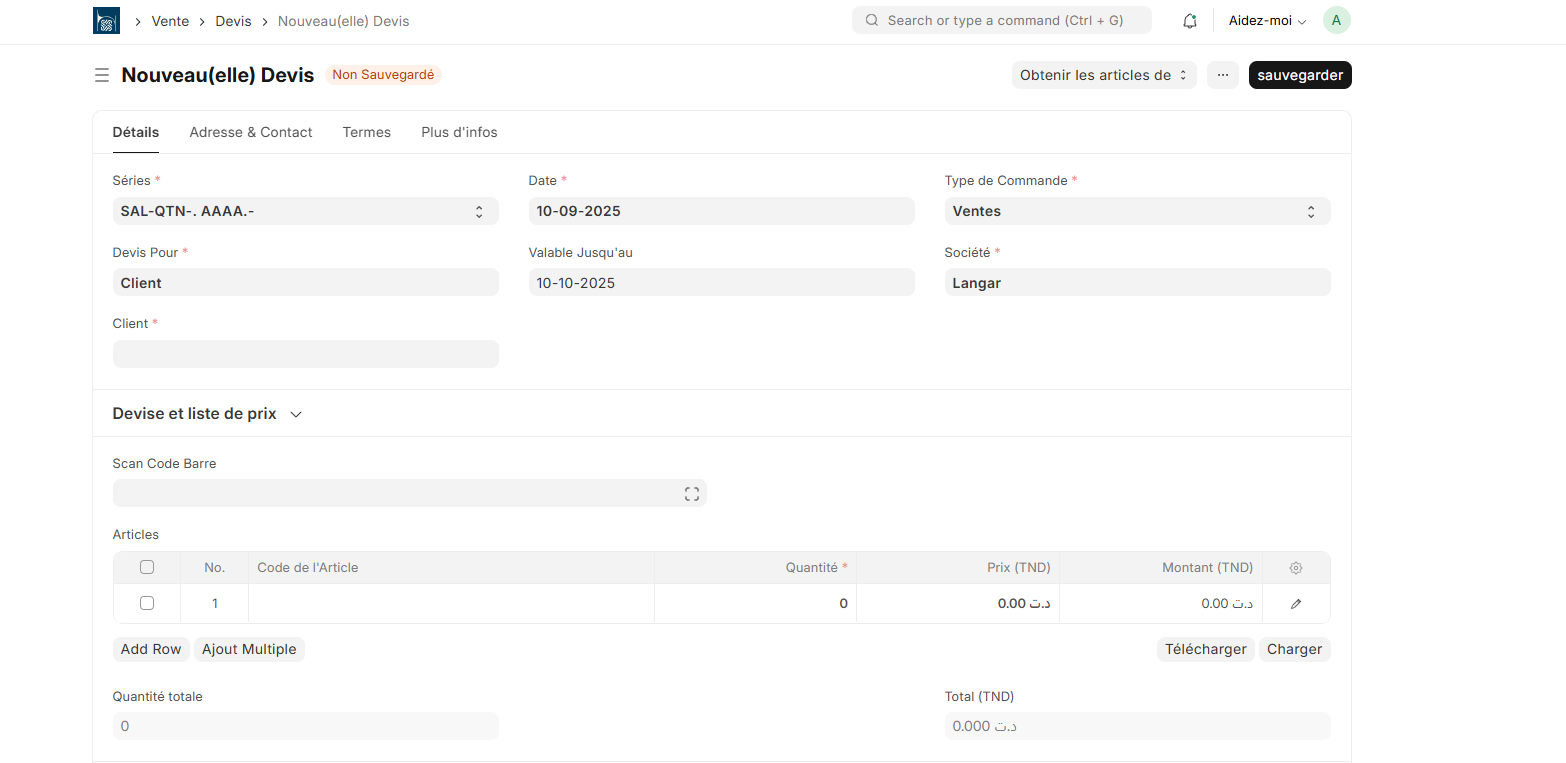 Vente > Devis > Nouveau(elle) Devis
Search or type a command (Ctrl + G)
Aidez-moi
A
Nouveau(elle) Devis Non Sauvegardé
Obtenir les articles de
...
sauvegarder
Détails Adresse & Contact Termes Plus d'infos
Séries * Date * Type de Commande *
SAL-QTN-. AAAA.- 10-09-2025 Ventes
Devis Pour * Valable Jusqu'au Société *
Client 10-10-2025 Langar
Client *
Devise et liste de prix
Scan Code Barre
Articles
No. Code de l'Article Quantité * Prix (TND) Montant (TND)
1 0 0.00 د.ت 0.00 د.ت
Add Row Ajout Multiple Télécharger Charger
Quantité totale Total (TND)
0 0.000 د.ت